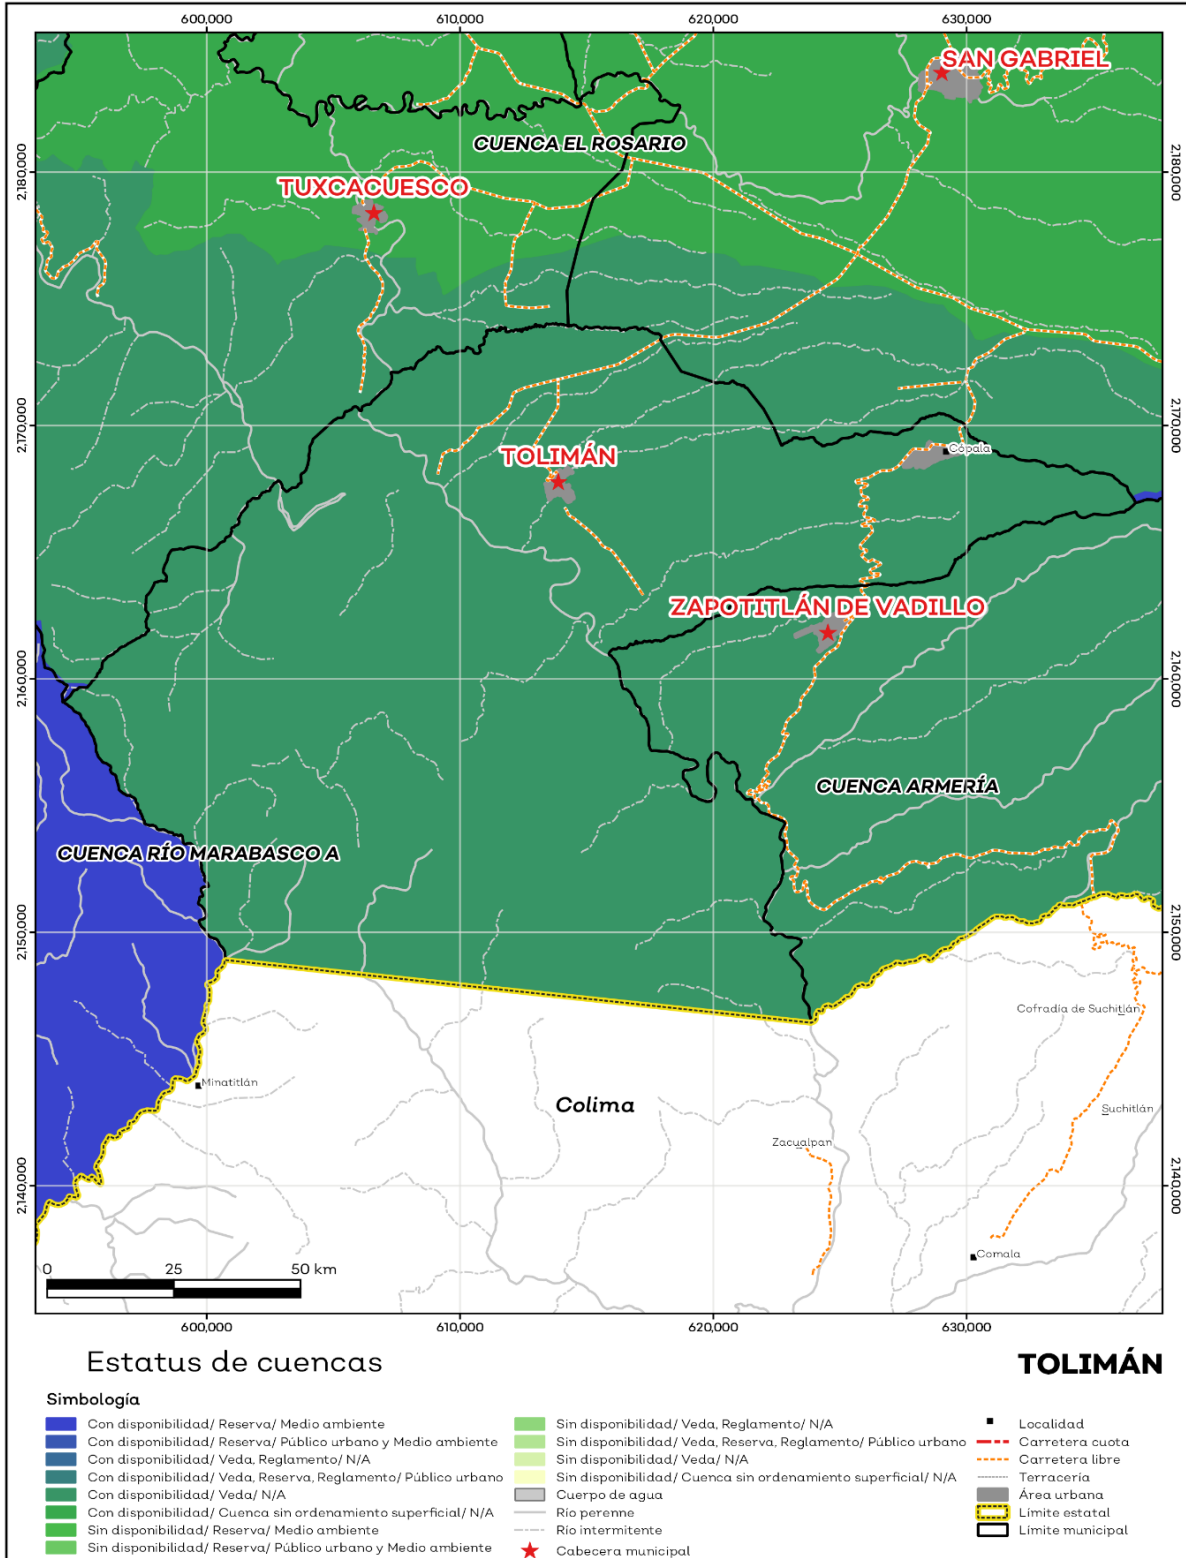 600,000 610,000 620,000 630,000
SAN GABRIEL
CUENCA EL ROSARIO
2,180,000 2,180,000
TUXCACUESCO
2,170,000 2,170,000
Cópala
TOLIMÁN
ZAPOTITLÁN DE VADILLO
2,160,000 2,160,000
CUENCA ARMERÍA
CUENCA RÍO MARABASCO A
2,150,000 2,150,000
Cofradía de Suchitlán
Minatitlán
Colima
Suchitlán
Zacualpan
2,140,000 2,140,000
Comala
0 25 50 km
600,000 610,000 620,000 630,000
Estatus de cuencas
TOLIMÁN
Simbología
Con disponibilidad/ Reserva/ Medio ambiente
Con disponibilidad/ Reserva/ Público urbano y Medio ambiente
Con disponibilidad/ Veda, Reglamento/ N/A
Con disponibilidad/ Veda, Reserva, Reglamento/ Público urbano
Con disponibilidad/ Veda/ N/A
Con disponibilidad/ Cuenca sin ordenamiento superficial/ N/A
Sin disponibilidad/ Reserva/ Medio ambiente
Sin disponibilidad/ Reserva/ Público urbano y Medio ambiente
Sin disponibilidad/ Veda, Reglamento/ N/A
Sin disponibilidad/ Veda, Reserva, Reglamento/ Público urbano
Sin disponibilidad/ Veda/ N/A
Sin disponibilidad/ Cuenca sin ordenamiento superficial/ N/A
Cuerpo de agua
Río perenne
Río intermitente
Cabecera municipal
Localidad
Carretera cuota
Carretera libre
Terracería
Área urbana
Límite estatal
Límite municipal